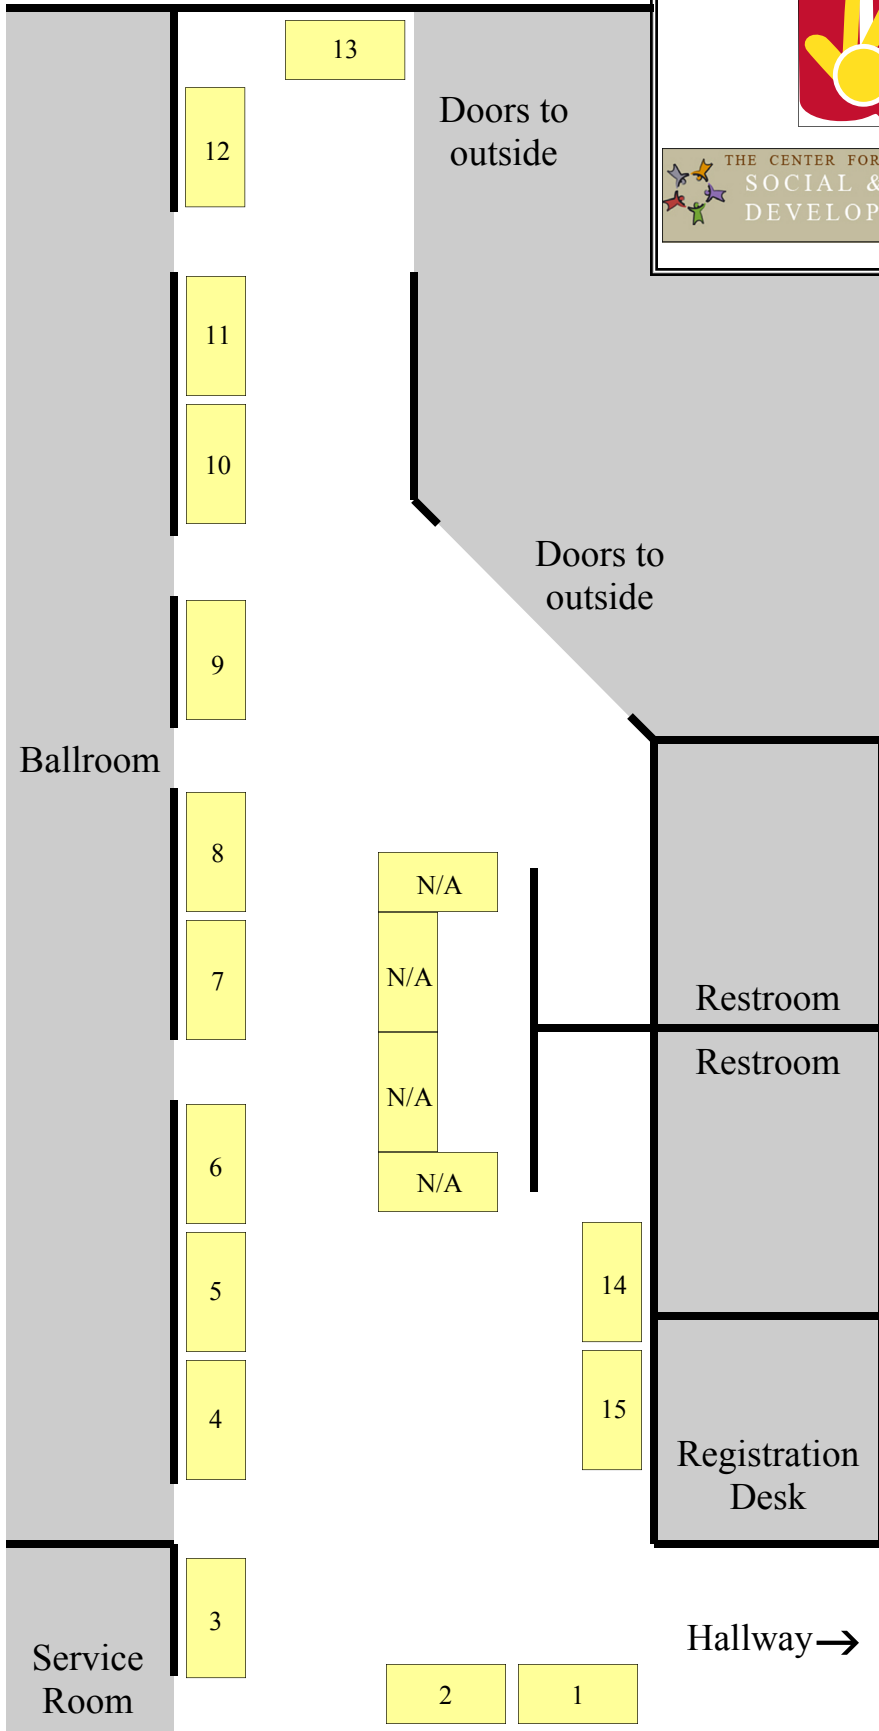 13
12
Doors to
outside
THE CENTER FOR
SOCIAL &
DEVELOP
11
10
Doors to
outside
9
Ballroom
8
N/A
7
N/A
Restroom
Restroom
N/A
6
N/A
5
14
4
15
Registration
Desk
3
Hallway→
Service
Room
2
1